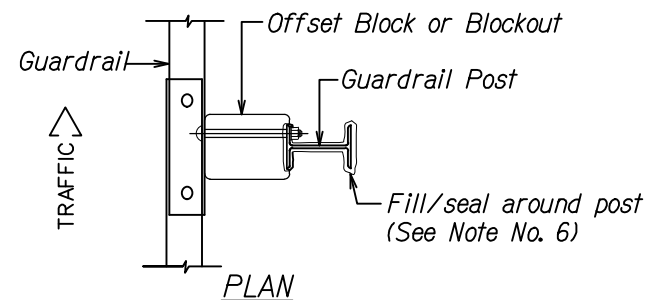 Offset Block or Blockout
Guardrail
Guardrail Post
TRAFFIC
Fill/seal around post
(See Note No. 6)
PLAN